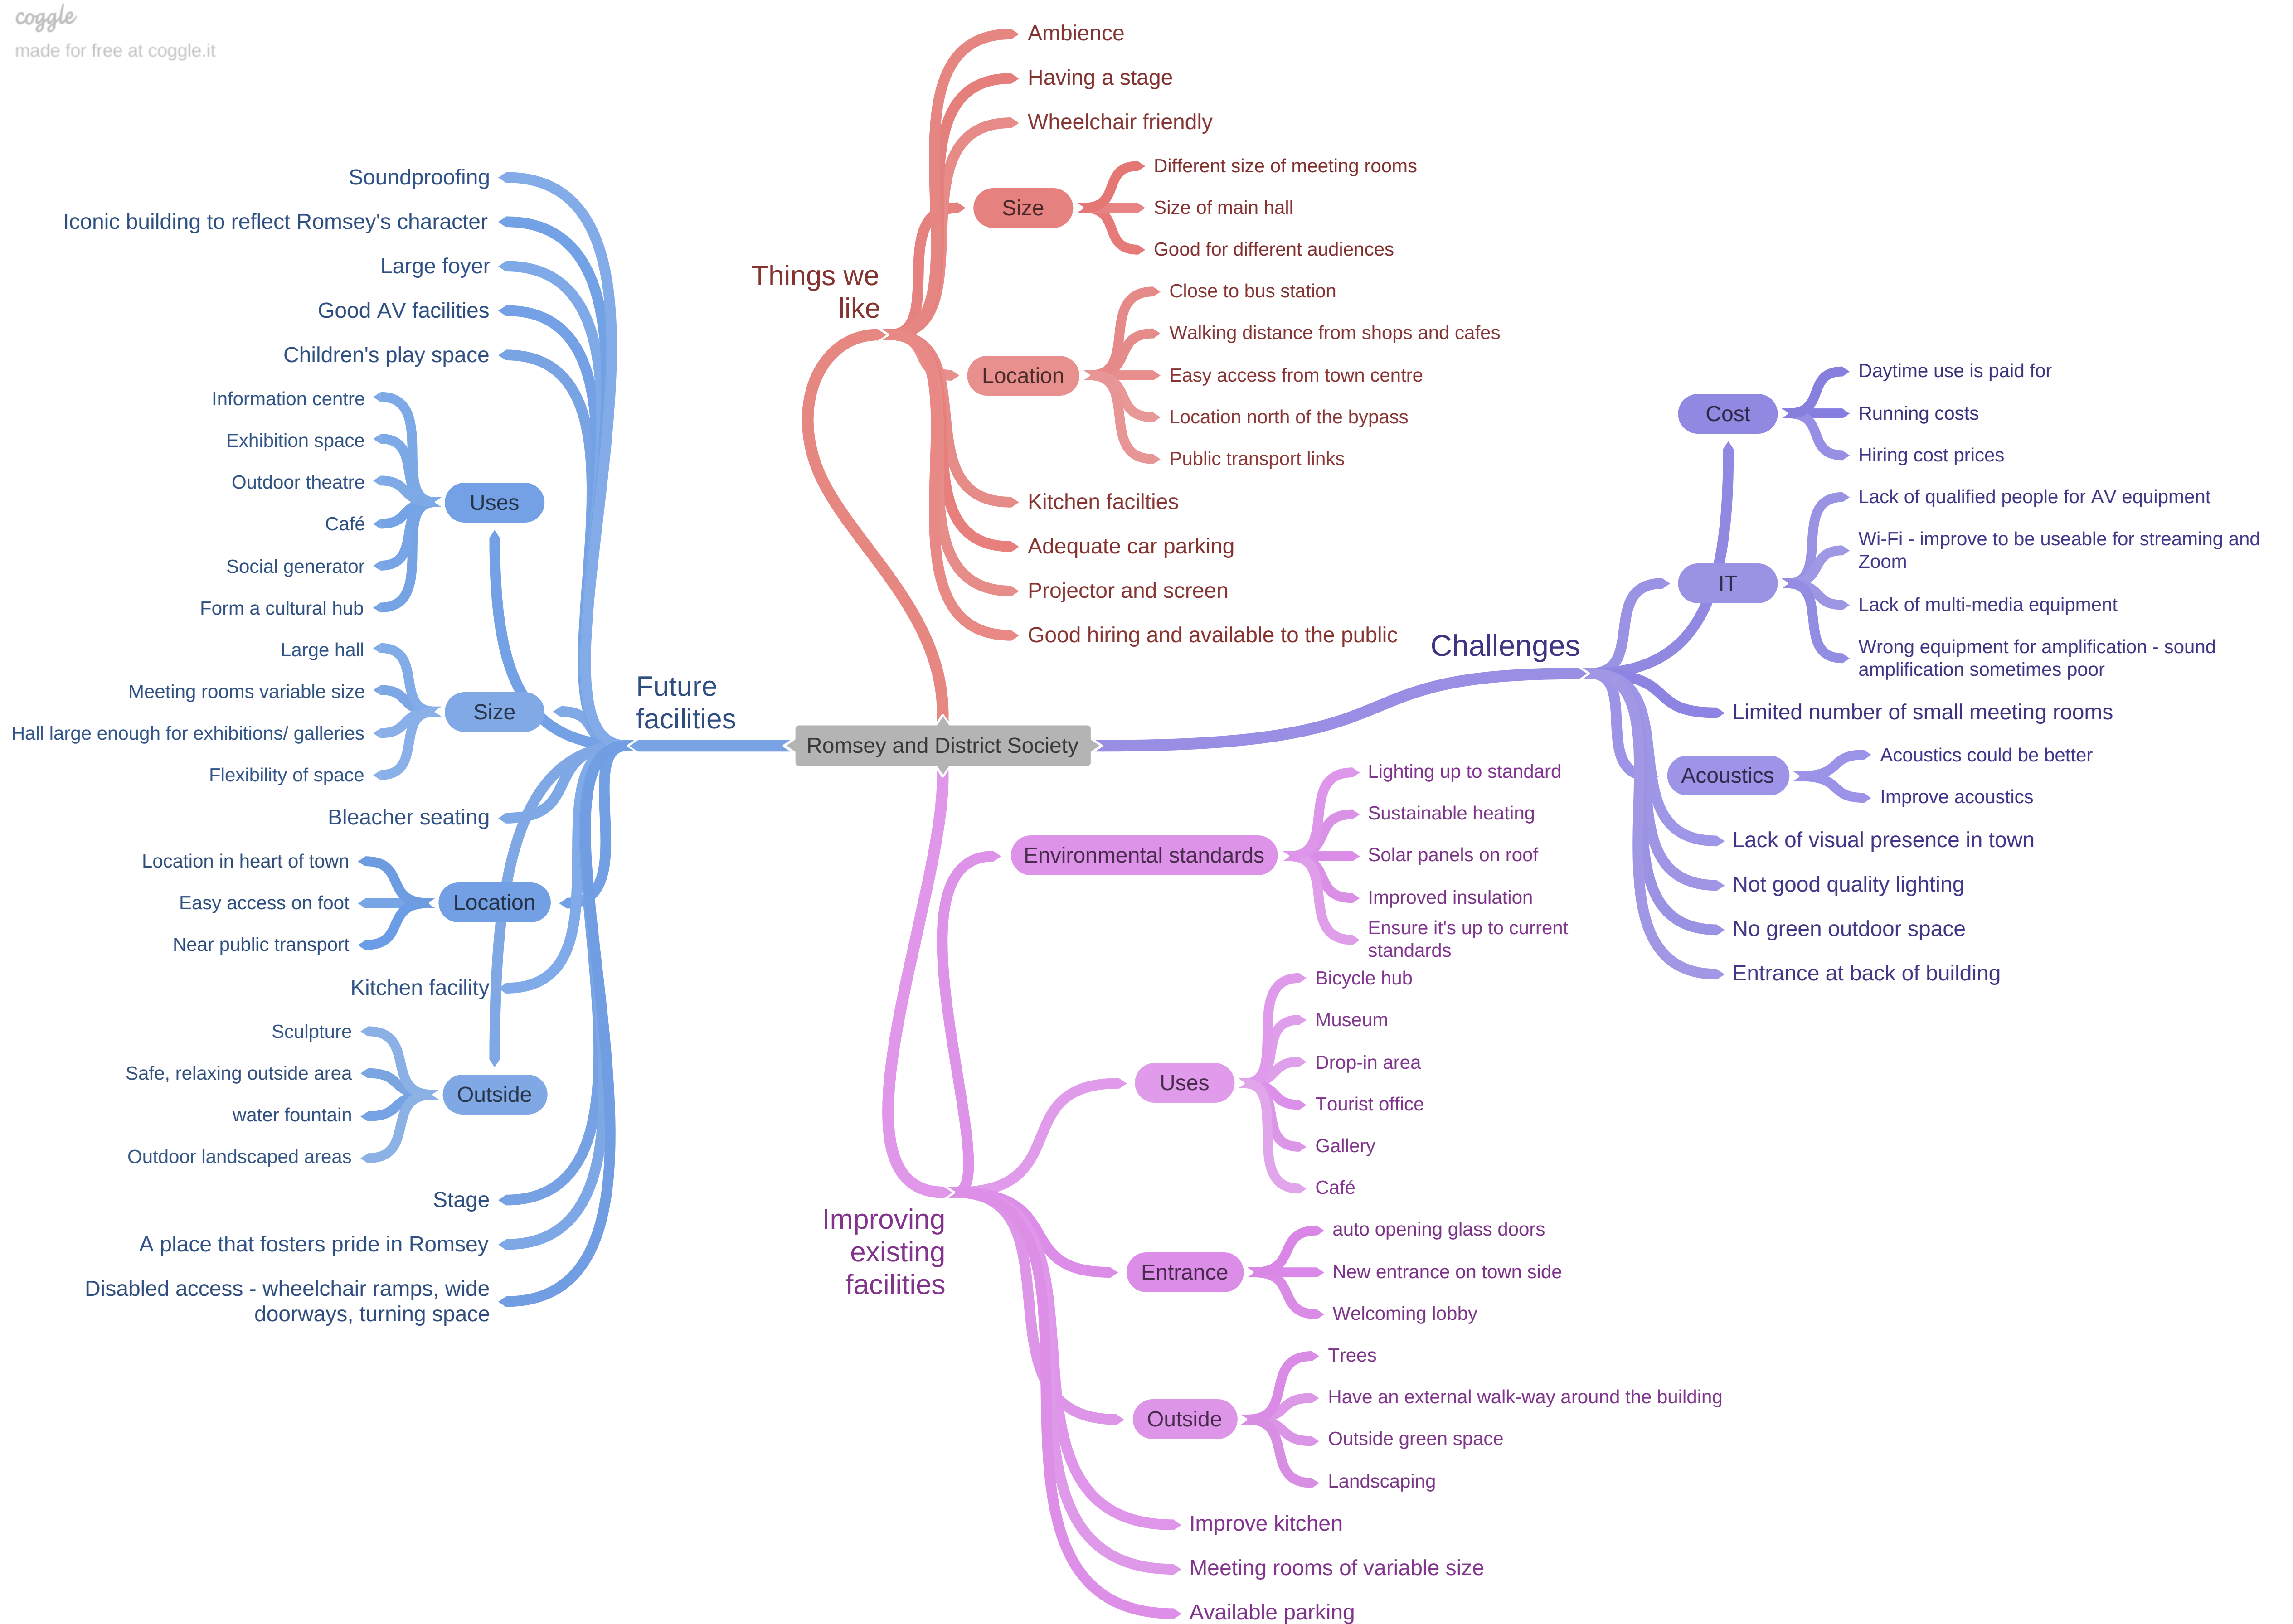 coggle
made for free at coggle.it
Romsey and District Society
Things we
like
Ambience
Having a stage
Wheelchair friendly
Size
Different size of meeting rooms
Size of main hall
Good for different audiences
Location
Close to bus station
Walking distance from shops and cafes
Easy access from town centre
Location north of the bypass
Public transport links
Kitchen facilties
Adequate car parking
Projector and screen
Good hiring and available to the public
Challenges
Cost
Daytime use is paid for
Running costs
Hiring cost prices
IT
Lack of qualified people for AV equipment
Wi-Fi - improve to be useable for streaming and
Zoom
Lack of multi-media equipment
Wrong equipment for amplification - sound
amplification sometimes poor
Limited number of small meeting rooms
Acoustics
Acoustics could be better
Improve acoustics
Lack of visual presence in town
Not good quality lighting
No green outdoor space
Entrance at back of building
Improving
existing
facilities
Environmental standards
Lighting up to standard
Sustainable heating
Solar panels on roof
Improved insulation
Ensure it's up to current
standards
Uses
Bicycle hub
Museum
Drop-in area
Tourist office
Gallery
Café
Entrance
auto opening glass doors
New entrance on town side
Welcoming lobby
Outside
Trees
Have an external walk-way around the building
Outside green space
Landscaping
Improve kitchen
Meeting rooms of variable size
Available parking
Future
facilities
Soundproofing
Iconic building to reflect Romsey's character
Large foyer
Good AV facilities
Children's play space
Uses
Information centre
Exhibition space
Outdoor theatre
Café
Social generator
Form a cultural hub
Size
Large hall
Meeting rooms variable size
Hall large enough for exhibitions/ galleries
Flexibility of space
Bleacher seating
Location
Location in heart of town
Easy access on foot
Near public transport
Kitchen facility
Outside
Sculpture
Safe, relaxing outside area
water fountain
Outdoor landscaped areas
Stage
A place that fosters pride in Romsey
Disabled access - wheelchair ramps, wide
doorways, turning space